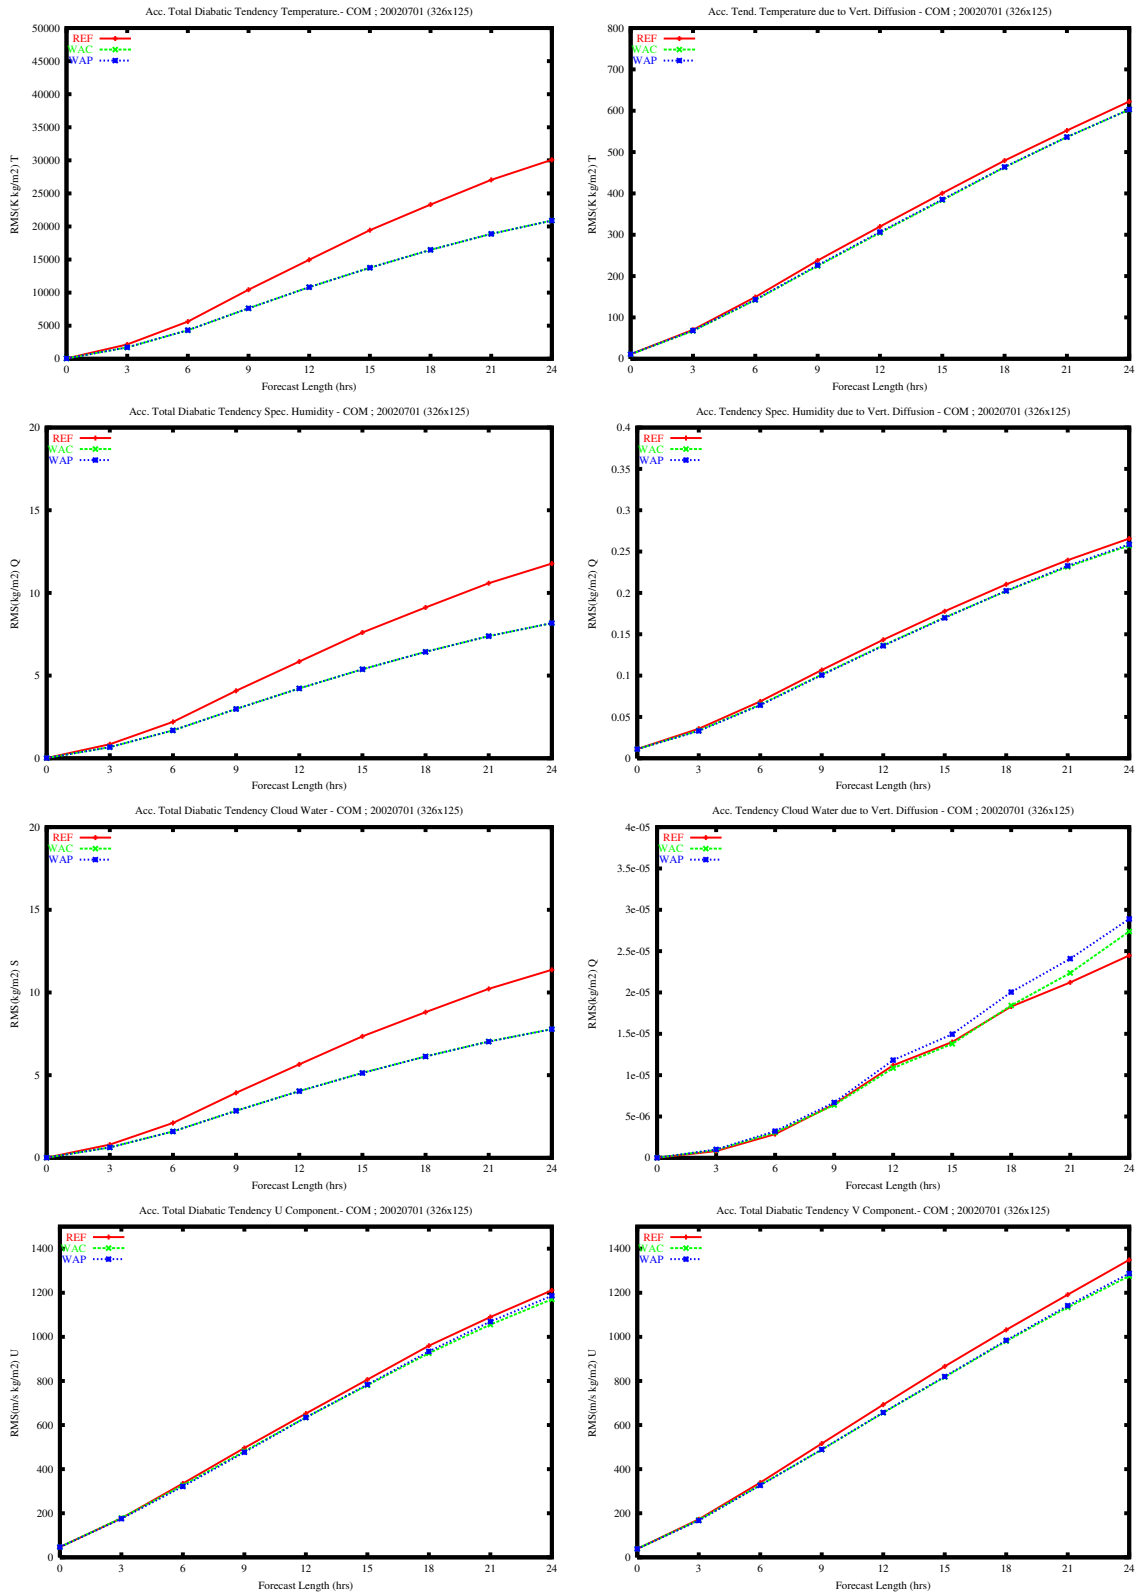 Acc. Total Diabatic Tendency Temperature.- COM ; 20020701 (326x125)
REF
WAC
WAP
50000
45000
40000
35000
30000
25000
20000
15000
10000
5000
0
RMS(K kg/m2) T
0 3 6 9 12 15 18 21 24
Forecast Length (hrs)
Acc. Tend. Temperature due to Vert. Diffusion - COM ; 20020701 (326x125)
REF
WAC
WAP
800
700
600
500
400
300
200
100
0
RMS(K kg/m2) T
0 3 6 9 12 15 18 21 24
Forecast Length (hrs)
Acc. Total Diabatic Tendency Spec. Humidity - COM ; 20020701 (326x125)
REF
WAC
WAP
20
15
10
5
0
RMS(kg/m2) Q
0 3 6 9 12 15 18 21 24
Forecast Length (hrs)
Acc. Tendency Spec. Humidity due to Vert. Diffusion - COM ; 20020701 (326x125)
REF
WAC
WAP
0.4
0.35
0.3
0.25
0.2
0.15
0.1
0.05
0
RMS(kg/m2) Q
0 3 6 9 12 15 18 21 24
Forecast Length (hrs)
Acc. Total Diabatic Tendency Cloud Water - COM ; 20020701 (326x125)
REF
WAC
WAP
20
15
10
5
0
RMS(kg/m2) S
0 3 6 9 12 15 18 21 24
Forecast Length (hrs)
Acc. Tendency Cloud Water due to Vert. Diffusion - COM ; 20020701 (326x125)
REF
WAC
WAP
4e-05
3.5e-05
3e-05
2.5e-05
2e-05
1.5e-05
1e-05
5e-06
0
RMS(kg/m2) Q
0 3 6 9 12 15 18 21 24
Forecast Length (hrs)
Acc. Total Diabatic Tendency U Component.- COM ; 20020701 (326x125)
REF
WAC
WAP
1400
1200
1000
800
600
400
200
0
RMS(m/s kg/m2) U
0 3 6 9 12 15 18 21 24
Forecast Length (hrs)
Acc. Total Diabatic Tendency V Component.- COM ; 20020701 (326x125)
REF
WAC
WAP
1400
1200
1000
800
600
400
200
0
RMS(m/s kg/m2) U
0 3 6 9 12 15 18 21 24
Forecast Length (hrs)